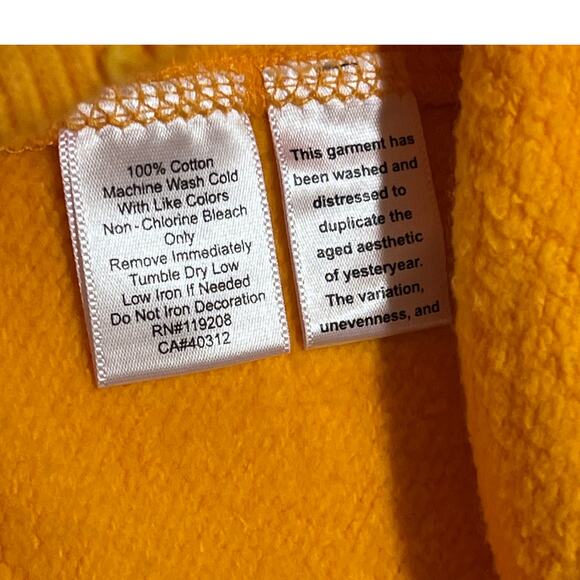 100% Cotton
Machine Wash Cold
With Like Colors
Non-Chlorine Bleach
Only
Remove Immediately
Tumble Dry Low
Low Iron If Needed
Do Not Iron Decoration
RN#119208
CA#40312
This garment has
been washed and
distressed to
duplicate the
aged aesthetic
of yesteryear.
The variation,
unevenness, and